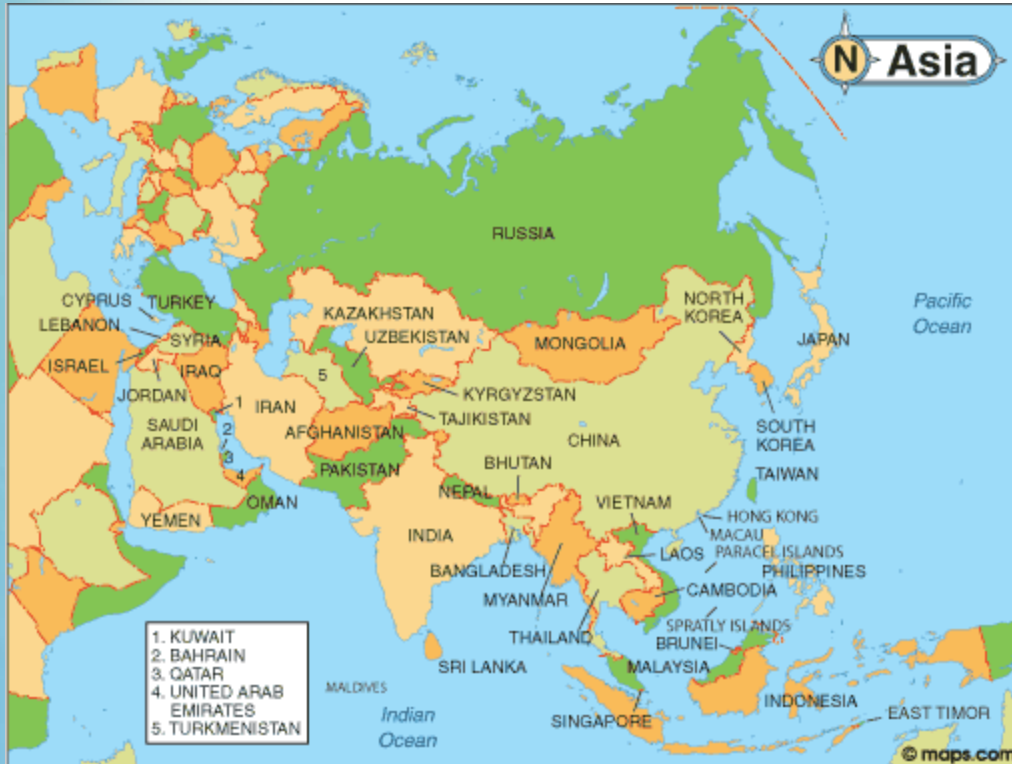 N Asia
RUSSIA
Pacific
Ocean
CYPRUS
TURKEY
KAZAKHSTAN
NORTH
KOREA
LEBANON
SYRIA
UZBEKISTAN
MONGOLIA
JAPAN
ISRAEL
IRAQ
5
JORDAN
1
IRAN
KYRGYZSTAN
TAJIKISTAN
SAUDI
ARABIA
2
AFGHANISTAN
CHINA
SOUTH
KOREA
3
4
PAKISTAN
BHUTAN
TAIWAN
OMAN
NEPAL
VIETNAM
YEMEN
INDIA
HONG KONG
MACAU
LAOS
PARACEL ISLANDS
PHILIPPINES
BANGLADESH
CAMBODIA
MYANMAR
SPRATLY ISLANDS
THAILAND
BRUNEI
SRI LANKA
MALAYSIA
MALDIVES
INDONESIA
SINGAPORE
EAST TIMOR
Indian
Ocean
1. KUWAIT
2. BAHRAIN
3. QATAR
4. UNITED ARAB
EMIRATES
5. TURKMENISTAN
© maps.com